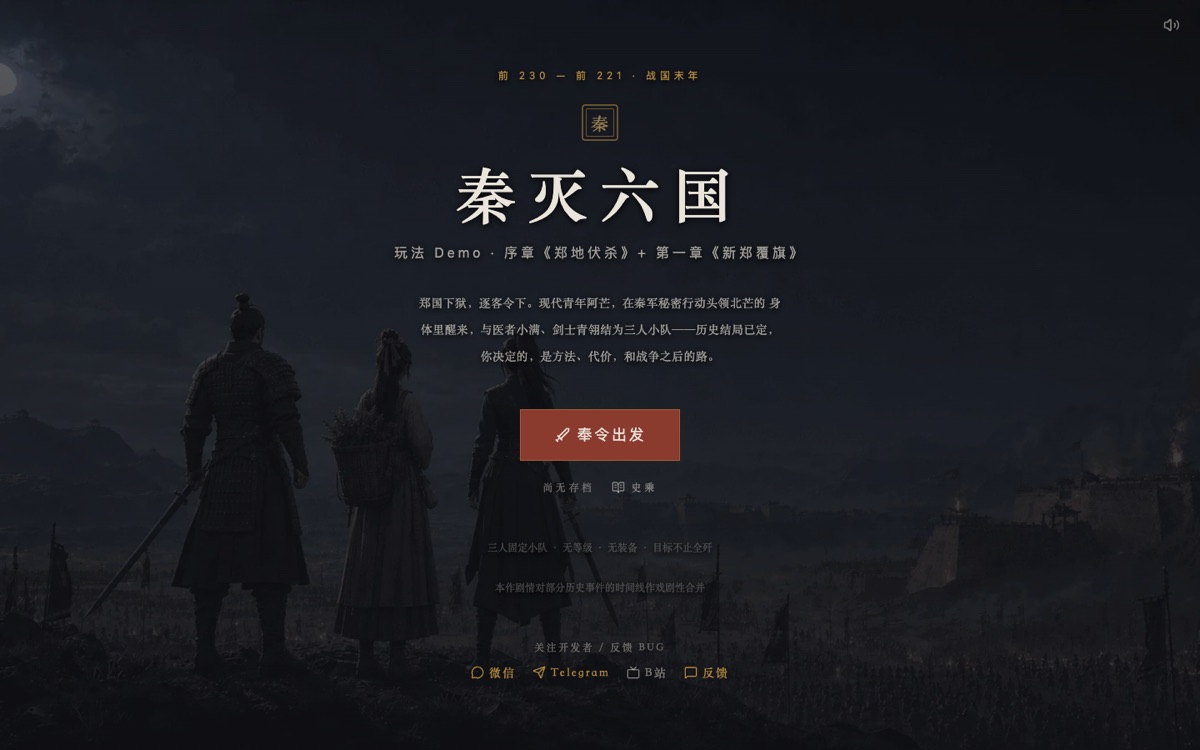 前 230 — 前 221 · 战国末年
秦
秦灭六国
玩法 Demo · 序章《郑地伏杀》+ 第一章《新郑覆旗》
郑国下狱，逐客令下。现代青年阿芒，在秦军秘密行动头领北芒的 身
体里醒来，与医者小满、剑士青翎结为三人小队——历史结局已定，
你决定的，是方法、代价，和战争之后的路。
奉令出发
尚无存档 史乘
三人固定小队 · 无等级 · 无装备 · 目标不止全歼
本作剧情对部分历史事件的时间线作戏剧性合并
关注开发者 / 反馈 BUG
微信 Telegram B站 反馈